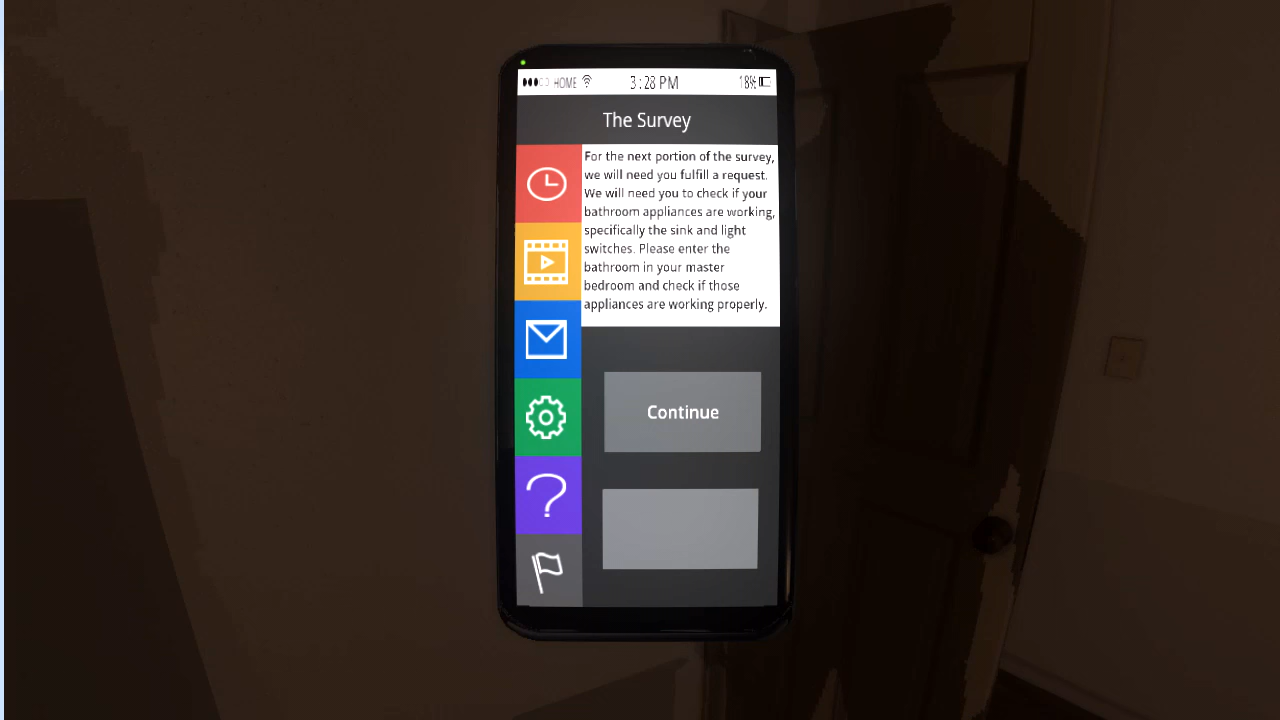 HOME 3:28 PM 18%
The Survey
For the next portion of the survey,
we will need you fulfill a request.
We will need you to check if your
bathroom appliances are working,
specifically the sink and light
switches. Please enter the
bathroom in your master
bedroom and check if those
appliances are working properly.
Continue